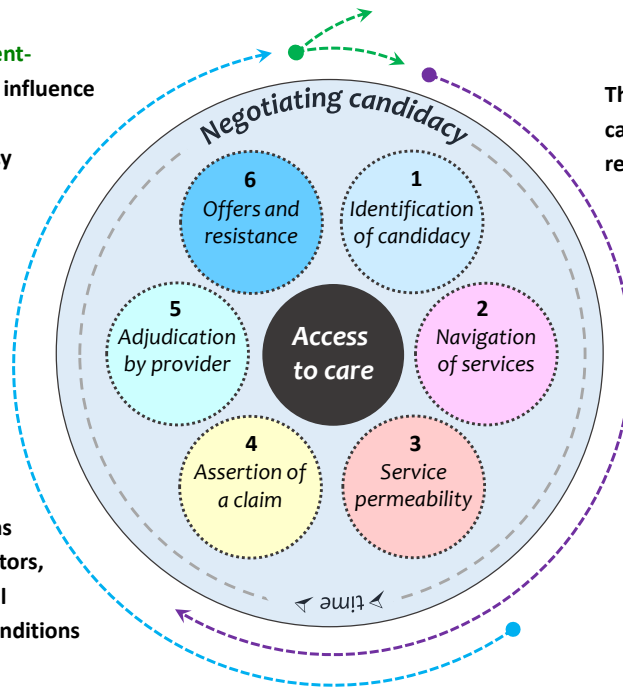 ent-
influence
Negotiating candidacy
6
Offers and
resistance
1
Identification
of candidacy
5
Adjudication
by provider
Access
to care
2
Navigation
of services
4
Assertion of
a claim
3
Service
permeability
time
Th
ca
re
y
ns
tors,
l
nditions